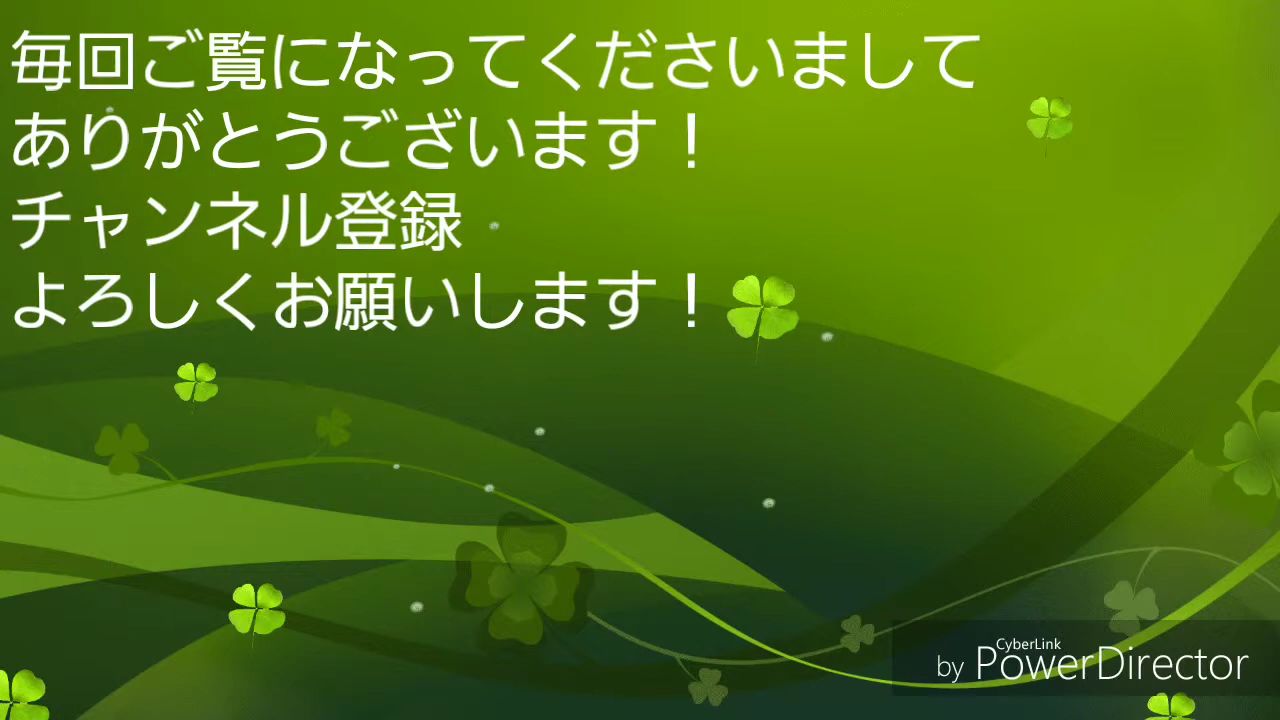 毎回ご覧になってくださいまして
ありがとうございます！
チャンネル登録
よろしくお願いします！
CyberLink
by PowerDirector